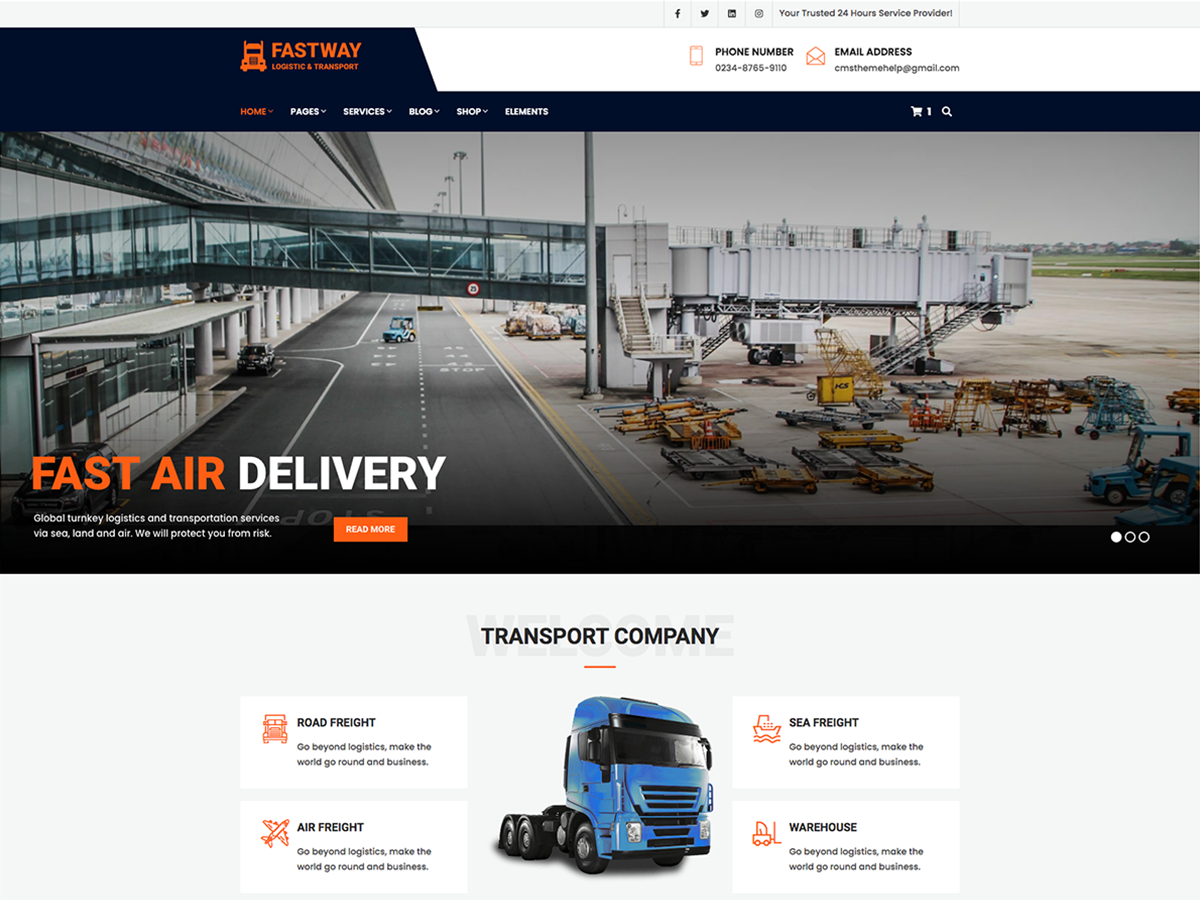 Your Trusted 24 Hours Service Provider!
FASTWAY
LOGISTIC & TRANSPORT
PHONE NUMBER
0234-8765-9110
EMAIL ADDRESS
cmsthemehelp@gmail.com
HOME PAGES SERVICES BLOG SHOP ELEMENTS 1
25
STOP
HGS
FAST AIR DELIVERY
Global turnkey logistics and transportation services
via sea, land and air. We will protect you from risk.
READ MORE
STOP
WELCOME
TRANSPORT COMPANY
ROAD FREIGHT
Go beyond logistics, make the
world go round and business.
SEA FREIGHT
Go beyond logistics, make the
world go round and business.
AIR FREIGHT
Go beyond logistics, make the
world go round and business.
WAREHOUSE
Go beyond logistics, make the
world go round and business.